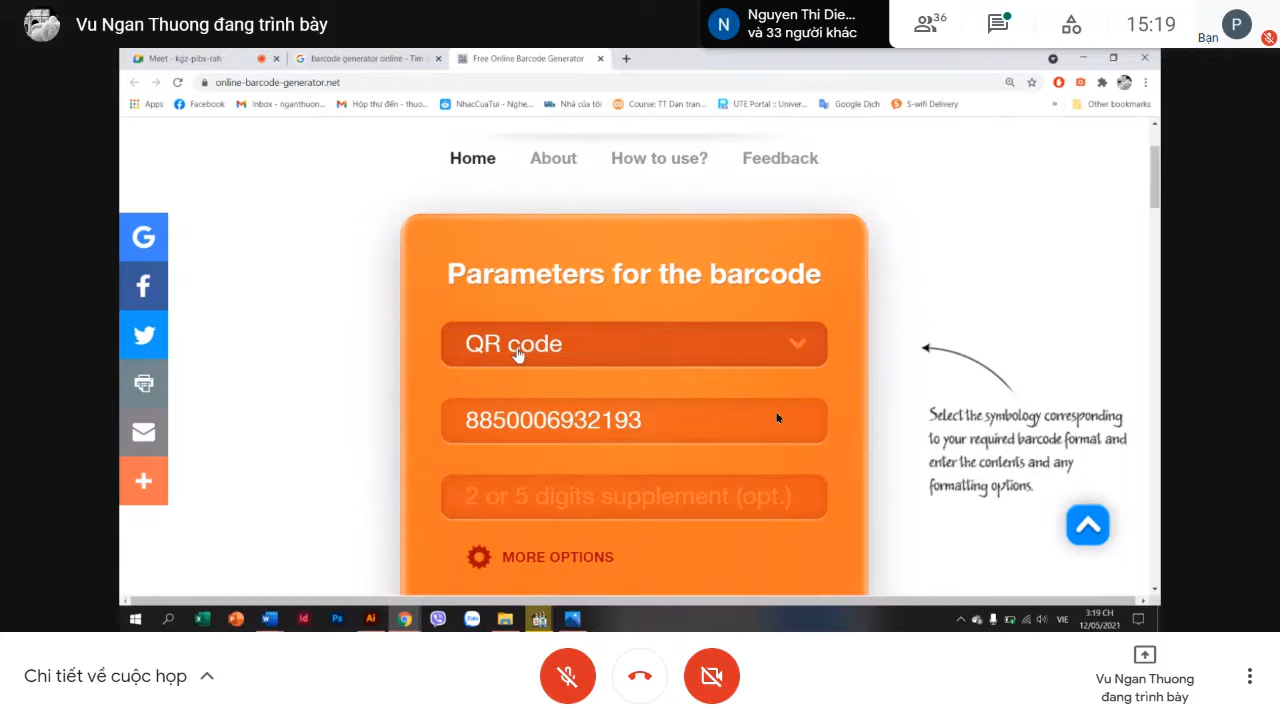 Vu Ngan Thuong đang trình bày
N
Nguyen Thi Die...
và 33 người khác
36
15:19
Bạn
P
Meet - kgz-pibx-rah
barcode generator online - Tìm
Free Online Barcode Generator
online-barcode-generator.net
Apps
Facebook
Inbox - nganthuon...
Hộp thư đến - thuo...
NhacCuaTui - Nghe...
Nhà của tôi
Course: TT Dan tran...
UTE Portal :: Univer...
Google Dịch
S-wifi Delivery
»
Other bookmarks
Home
About
How to use?
Feedback
Parameters for the barcode
QR code
8850006932193
2 or 5 digits supplement (opt.)
MORE OPTIONS
Select the symbology corresponding
to your required barcode format and
enter the contents and any
formatting options.
Id
Ps
Ai
VIE
3:19 CH
12/05/2021
Chi tiết về cuộc họp
Vu Ngan Thuong
đang trình bày